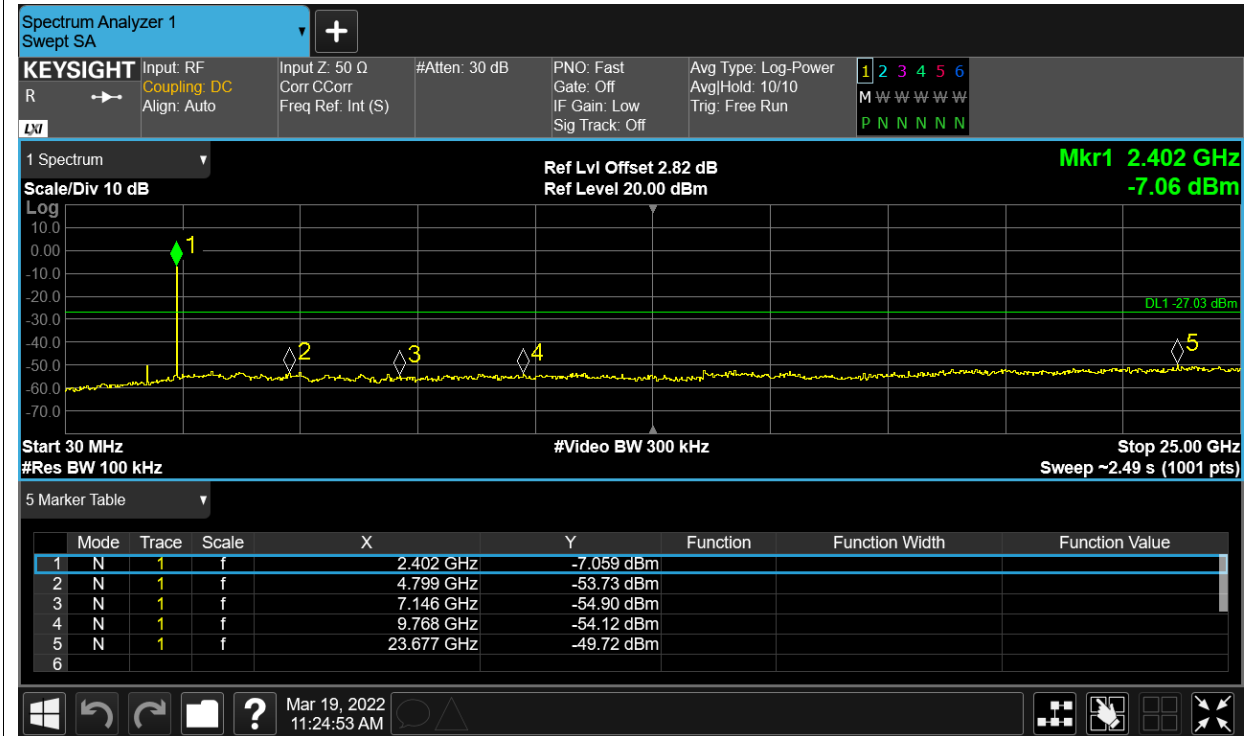 Spectrum Analyzer 1
Swept SA
+
KEYSIGHT Input: RF Input Z: 50 Ω #Atten: 30 dB PNO: Fast Avg Type: Log-Power 1 2 3 4 5 6
R Coupling: DC Corr CCorr Gate: Off Avg|Hold: 10/10 M W W W W W
Align: Auto Freq Ref: Int (S) IF Gain: Low Trig: Free Run
LXI Sig Track: Off P N N N N N
1 Spectrum
Ref Lvl Offset 2.82 dB Mkr1 2.402 GHz
Scale/Div 10 dB Ref Level 20.00 dBm -7.06 dBm
Log
10.0
0.00 1
-10.0
-20.0
DL1 -27.03 dBm
-30.0
-40.0 2 3 4 5
-50.0
-60.0
-70.0
Start 30 MHz #Video BW 300 kHz Stop 25.00 GHz
#Res BW 100 kHz Sweep ~2.49 s (1001 pts)
5 Marker Table
Mode Trace Scale X Y Function Function Width Function Value
1 N 1 f 2.402 GHz -7.059 dBm
2 N 1 f 4.799 GHz -53.73 dBm
3 N 1 f 7.146 GHz -54.90 dBm
4 N 1 f 9.768 GHz -54.12 dBm
5 N 1 f 23.677 GHz -49.72 dBm
6
? Mar 19, 2022
11:24:53 AM